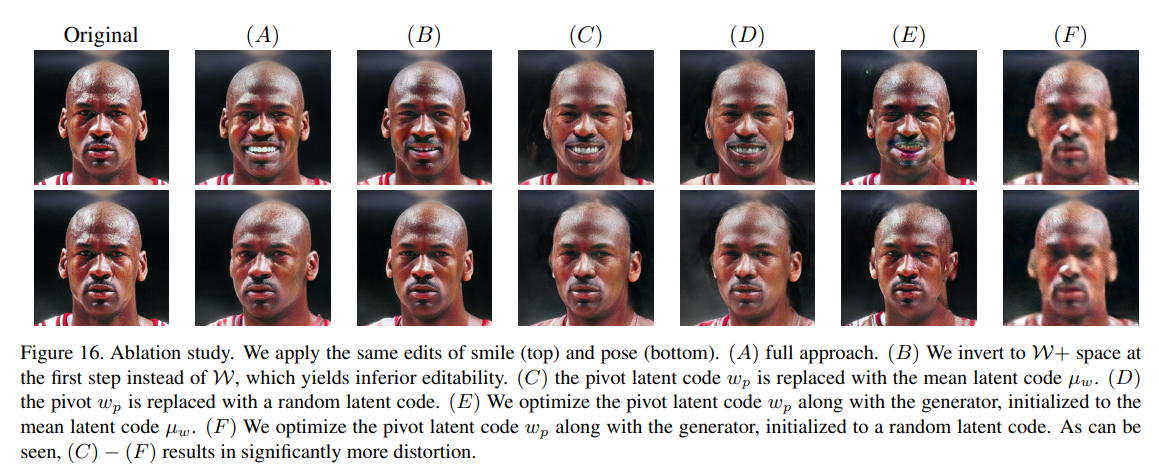 Original (A) (B) (C) (D) (E) (F)
Figure 16. Ablation study. We apply the same edits of smile (top) and pose (bottom). (A) full approach. (B) We invert to W+ space at
the first step instead of W, which yields inferior editability. (C) the pivot latent code wₚ is replaced with the mean latent code μ_w. (D)
the pivot wₚ is replaced with a random latent code. (E) We optimize the pivot latent code wₚ along with the generator, initialized to the
mean latent code μ_w. (F) We optimize the pivot latent code wₚ along with the generator, initialized to a random latent code. As can be
seen, (C) − (F) results in significantly more distortion.